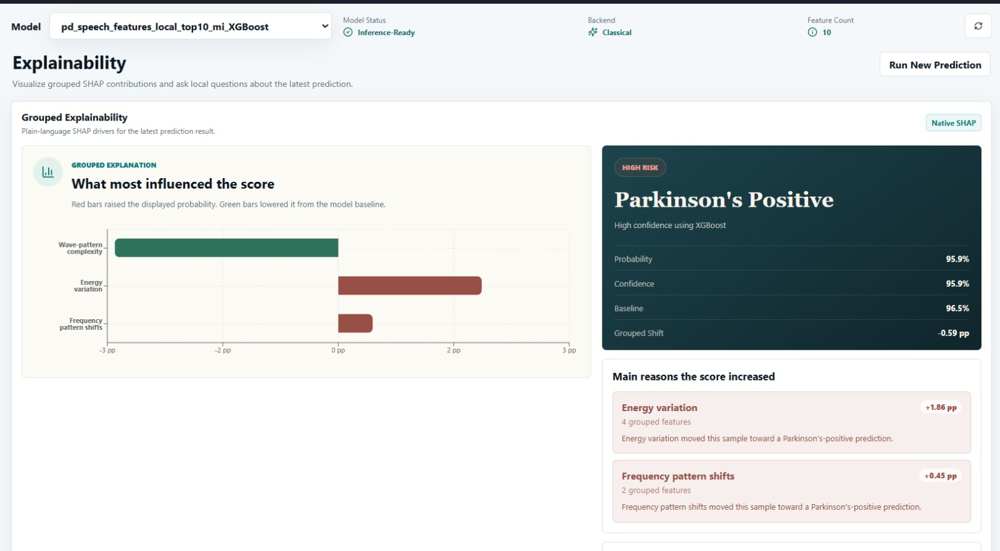 Model
pd_speech_features_local_top10_mi_XGBoost
Model Status
Inference-Ready
Backend
Classical
Feature Count
10
Explainability
Visualize grouped SHAP contributions and ask local questions about the latest prediction.
Run New Prediction
Grouped Explainability
Plain-language SHAP drivers for the latest prediction result.
Native SHAP
GROUPED EXPLANATION
What most influenced the score
Red bars raised the displayed probability. Green bars lowered it from the model baseline.
Wave-pattern
complexity
Energy
variation
Frequency
pattern shifts
-3 pp
-2 pp
0 pp
2 pp
3 pp
HIGH RISK
Parkinson's Positive
High confidence using XGBoost
Probability
95.9%
Confidence
95.9%
Baseline
96.5%
Grouped Shift
-0.59 pp
Main reasons the score increased
Energy variation
+1.86 pp
4 grouped features
Energy variation moved this sample toward a Parkinson's-positive prediction.
Frequency pattern shifts
+0.45 pp
2 grouped features
Frequency pattern shifts moved this sample toward a Parkinson's-positive prediction.